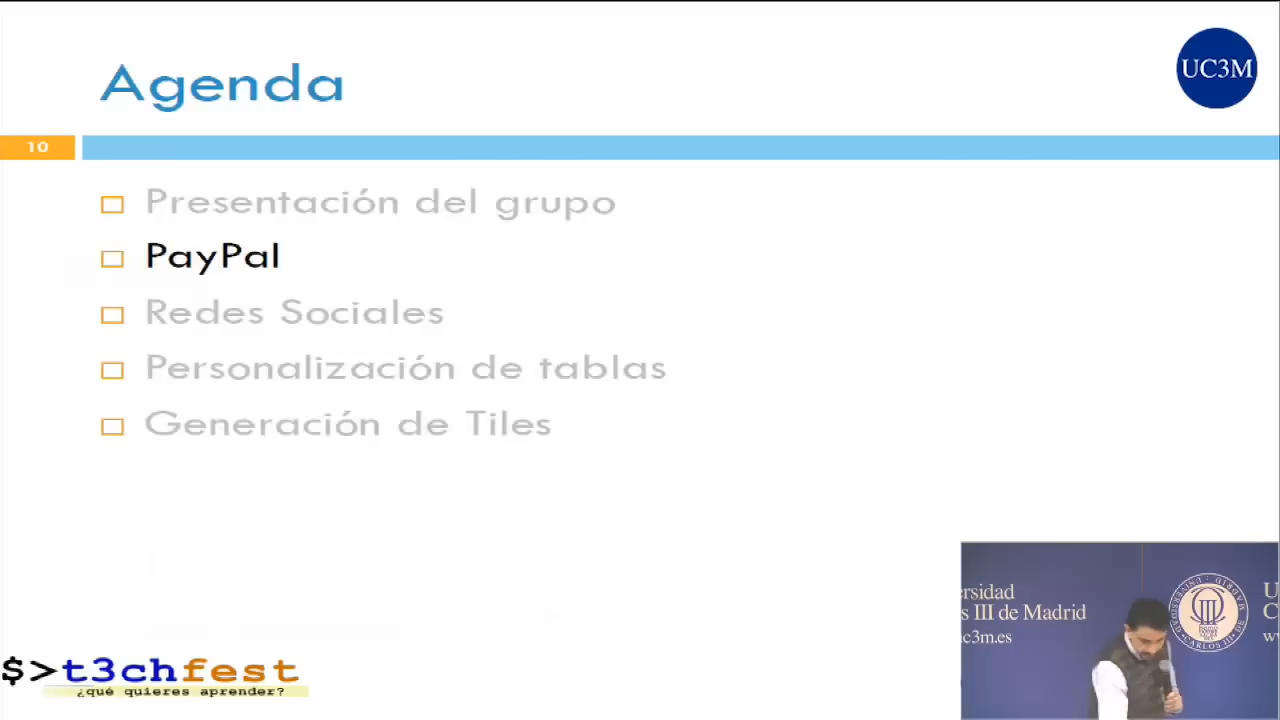 Agenda
UC3M
10
Presentación del grupo
PayPal
Redes Sociales
Personalización de tablas
Generación de Tiles
ersidad
s III de Madrid
c3m.es
U
C
w
$>t3chfest
¿qué quieres aprender?